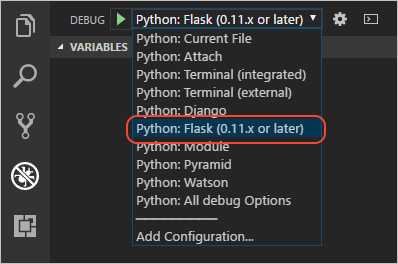 DEBUG Python: Flask (0.11.x or later)
VARIABLES
Python: Current File
Python: Attach
Python: Terminal (integrated)
Python: Terminal (external)
Python: Django
Python: Flask (0.11.x or later)
Python: Module
Python: Pyramid
Python: Watson
Python: All debug Options
Add Configuration...